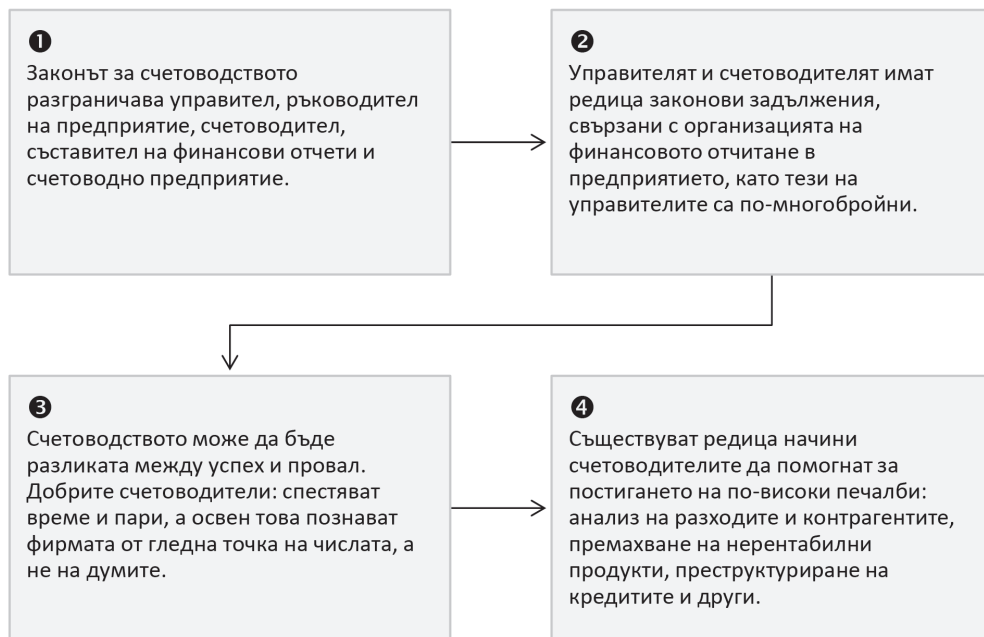 ❶
Законът за счетоводството
разграничава управител, ръководител
на предприятие, счетоводител,
съставител на финансови отчети и
счетоводно предприятие.
❷
Управителят и счетоводителят имат
редица законови задължения,
свързани с организацията на
финансовото отчитане в
предприятието, като тези на
управителите са по-многобройни.
❸
Счетоводството може да бъде
разликата между успех и провал.
Добрите счетоводители: спестяват
време и пари, а освен това познават
фирмата от гледна точка на числата, а
не на думите.
❹
Съществуват редица начини
счетоводителите да помогнат за
постигането на по-високи печалби:
анализ на разходите и контрагентите,
премахване на нерентабилни
продукти, преструктуриране на
кредитите и други.